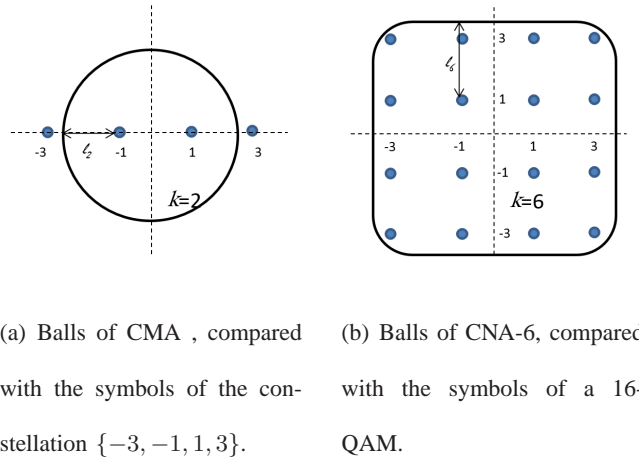 -3
-1
1
3
ℓ2
k=2
3
1
-3
-1
1
3
-1
-3
ℓ6
k=6
(a) Balls of CMA , compared
with the symbols of the con-
stellation {−3, −1, 1, 3}.
(b) Balls of CNA-6, compared
with the symbols of a 16-
QAM.